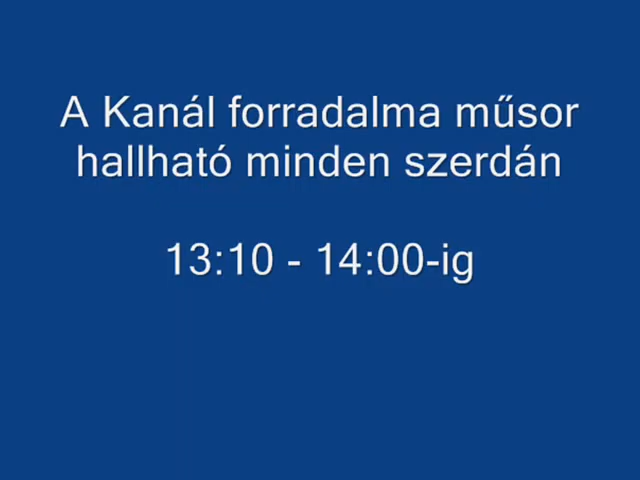 A Kanál forradalma műsor
hallható minden szerdán
13:10 - 14:00-ig